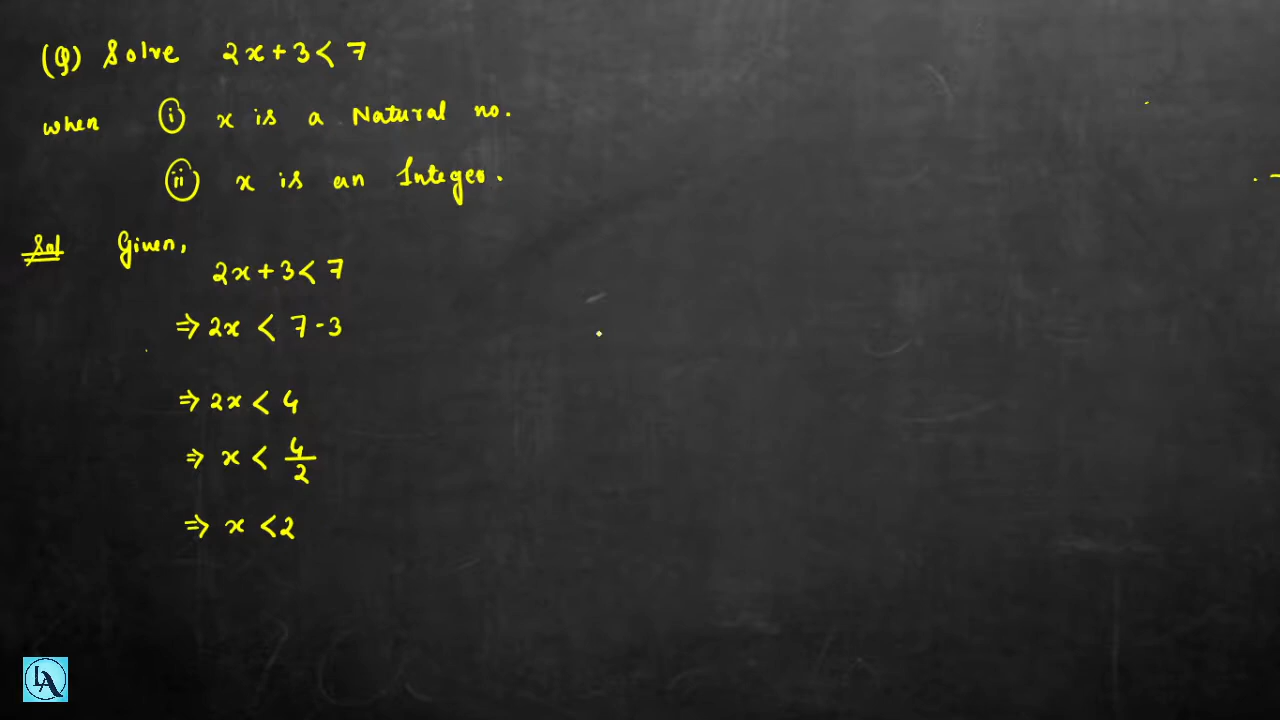 (Q) Solve 2x + 3 < 7
when (i) x is a Natural no.
(ii) x is an Integer.
Sol Given,
2x + 3 < 7
⇒ 2x < 7 - 3
⇒ 2x < 4
⇒ x < 4/2
⇒ x < 2
LA